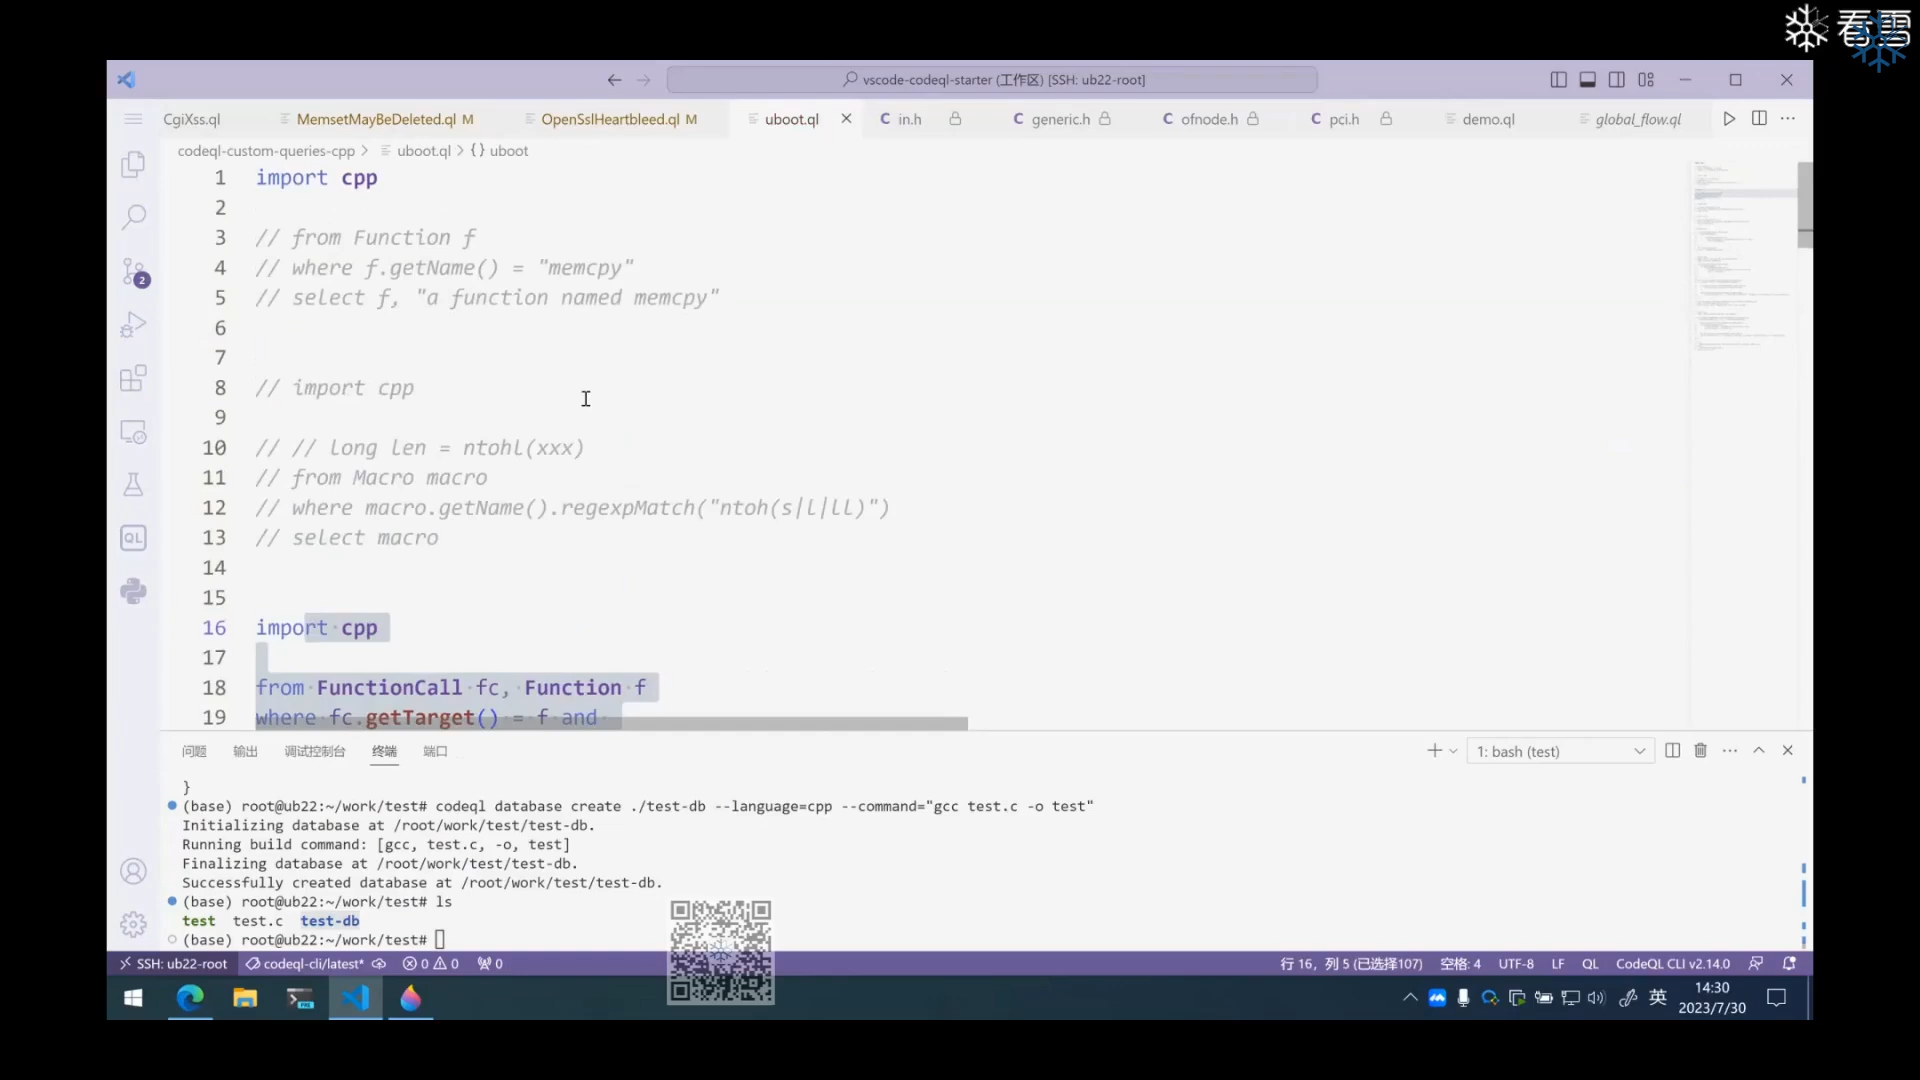 看雪
vscode-codeql-starter (工作区) [SSH: ub22-root]
CgiXss.ql
MemsetMayBeDeleted.ql M
OpenSslHeartbleed.ql M
uboot.ql
C in.h
C generic.h
C ofnode.h
C pci.h
demo.ql
global_flow.ql
codeql-custom-queries-cpp > uboot.ql > {} uboot
1 import cpp
2
3 // from Function f
4 // where f.getName() = "memcpy"
5 // select f, "a function named memcpy"
6
7
8 // import cpp
9
10 // // long len = ntohl(xxx)
11 // from Macro macro
12 // where macro.getName().regexpMatch("ntoh(s|l|ll)")
13 // select macro
14
15
16 import cpp
17
18 from FunctionCall fc, Function f
19 where fc.getTarget() = f and
2
QL
问题 输出 调试控制台 终端 端口
1: bash (test)
}
(base) root@ub22:~/work/test# codeql database create ./test-db --language=cpp --command="gcc test.c -o test"
Initializing database at /root/work/test/test-db.
Running build command: [gcc, test.c, -o, test]
Finalizing database at /root/work/test/test-db.
Successfully created database at /root/work/test/test-db.
(base) root@ub22:~/work/test# ls
test test.c test-db
(base) root@ub22:~/work/test#
SSH: ub22-root codeql-cli/latest* 0 0 0
行 16，列 5 (已选择107) 空格: 4 UTF-8 LF QL CodeQL CLI v2.14.0
英
14:30
2023/7/30